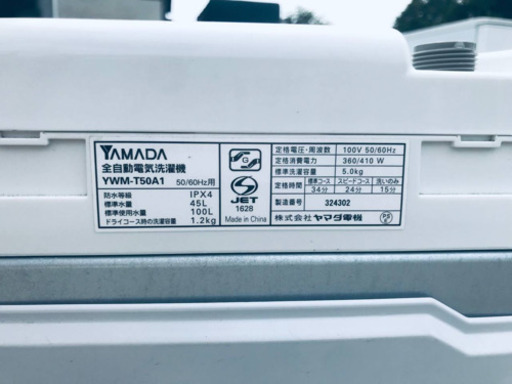 YAMADA
全自動電気洗濯機
YWM-T50A1 50/60Hz用
防水等級 IPX4
標準水量 45L
標準使用水量 100L
ドライコース時の洗濯容量 1.2kg
G
JET
1628
Made in China
定格電圧・周波数 100V 50/60Hz
定格消費電力 360/410 W
標準洗濯容量 5.0kg
定格時間 標準コース スピードコース 洗いのみ
34分 24分 15分
製造番号 324302
株式会社 ヤマダ電機
PSE